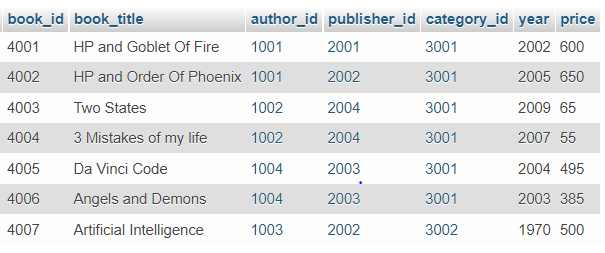 book_id book_title author_id publisher_id category_id year price
4001 HP and Goblet Of Fire 1001 2001 3001 2002 600
4002 HP and Order Of Phoenix 1001 2002 3001 2005 650
4003 Two States 1002 2004 3001 2009 65
4004 3 Mistakes of my life 1002 2004 3001 2007 55
4005 Da Vinci Code 1004 2003 3001 2004 495
4006 Angels and Demons 1004 2003 3001 2003 385
4007 Artificial Intelligence 1003 2002 3002 1970 500